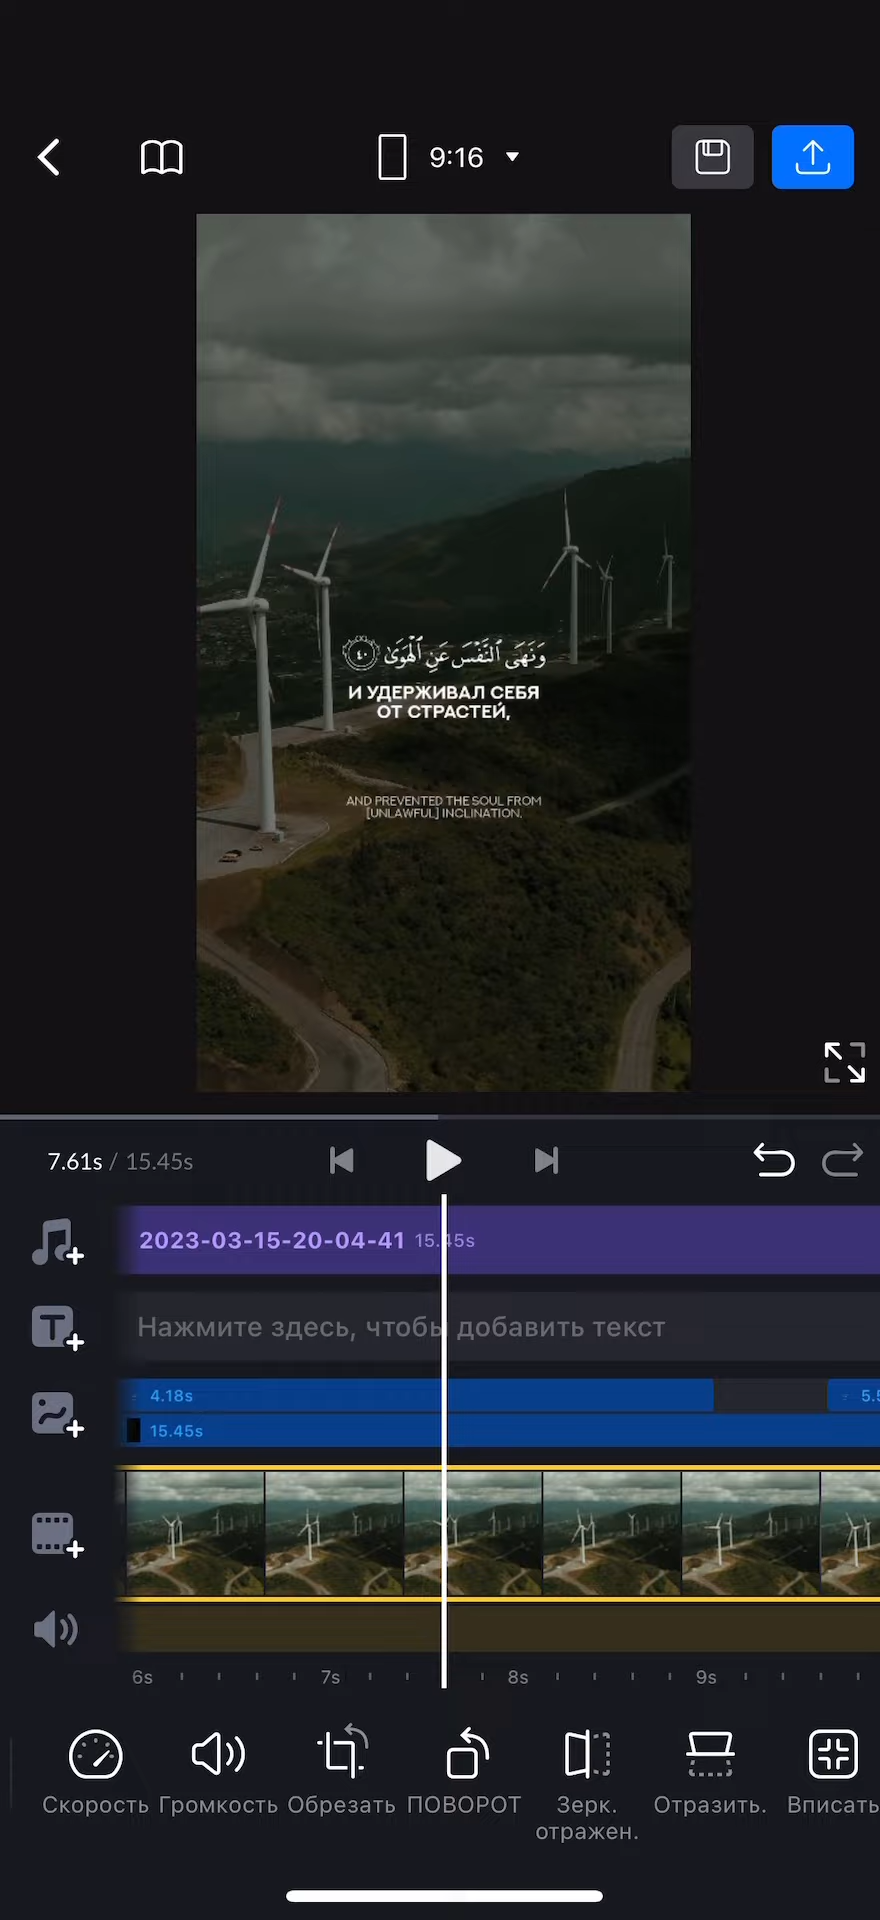 9:16
وَنَهَى ٱلنَّفْسَ عَنِ ٱلْهَوَىٰ ٤٠
И УДЕРЖИВАЛ СЕБЯ
ОТ СТРАСТЕЙ,
AND PREVENTED THE SOUL FROM
[UNLAWFUL] INCLINATION,
7.61s / 15.45s
2023-03-15-20-04-41 15.45s
Нажмите здесь, чтобы добавить текст
4.18s
15.45s
6s 7s 8s 9s
Скорость Громкость Обрезать ПОВОРОТ Зерк. Отразить. Вписать
отражен.